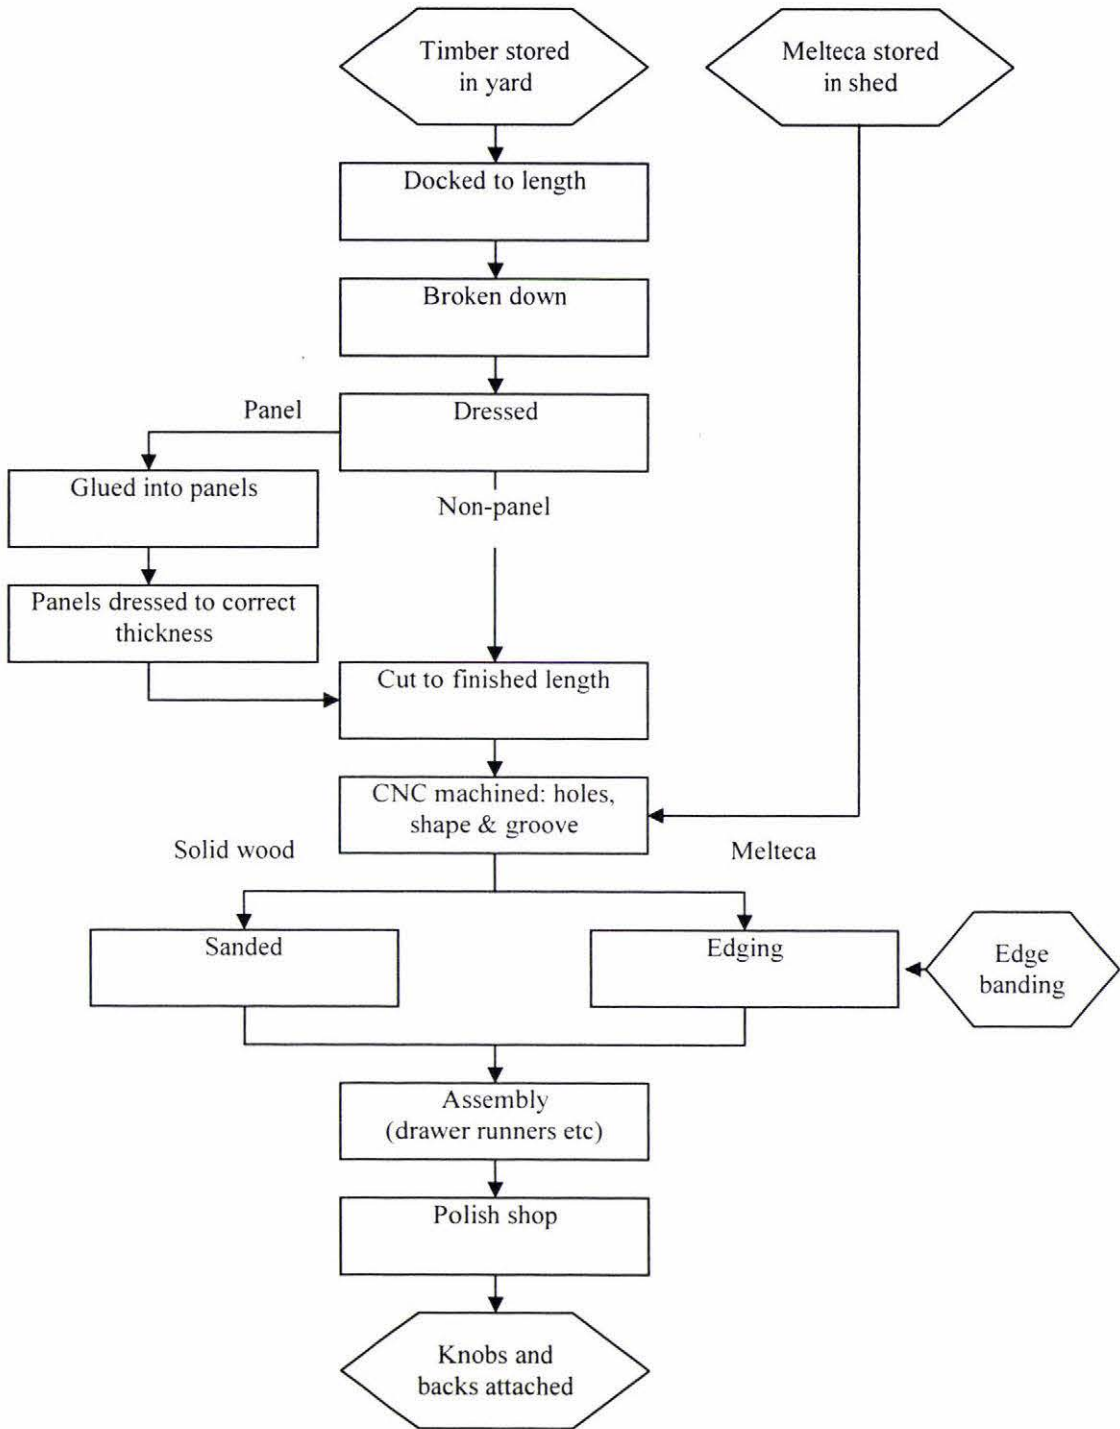 Timber stored
in yard
Melteca stored
in shed
Docked to length
Broken down
Dressed
Panel
Glued into panels
Non-panel
Panels dressed to correct
thickness
Cut to finished length
CNC machined: holes,
shape & groove
Solid wood
Melteca
Sanded
Edging
Edge
banding
Assembly
(drawer runners etc)
Polish shop
Knobs and
backs attached